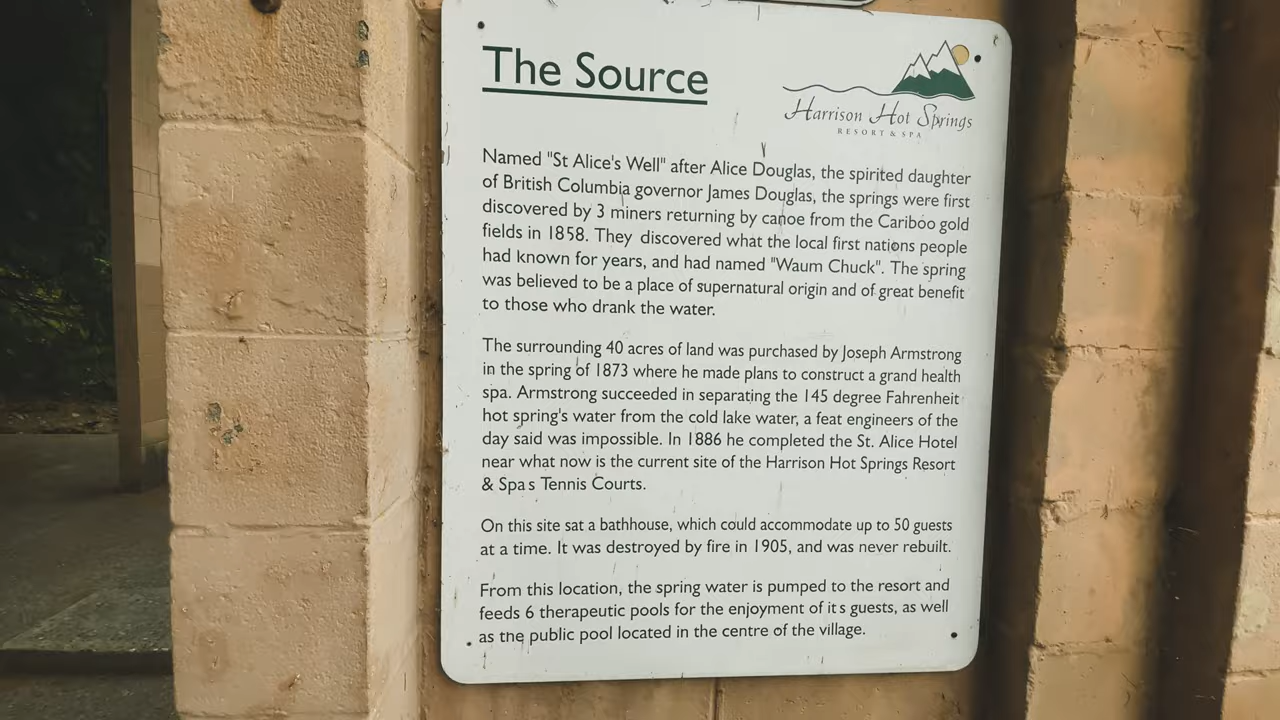 The Source
Harrison Hot Springs
RESORT & SPA
Named "St Alice's Well" after Alice Douglas, the spirited daughter
of British Columbia governor James Douglas, the springs were first
discovered by 3 miners returning by canoe from the Cariboo gold
fields in 1858. They discovered what the local first nations people
had known for years, and had named "Waum Chuck". The spring
was believed to be a place of supernatural origin and of great benefit
to those who drank the water.
The surrounding 40 acres of land was purchased by Joseph Armstrong
in the spring of 1873 where he made plans to construct a grand health
spa. Armstrong succeeded in separating the 145 degree Fahrenheit
hot spring's water from the cold lake water, a feat engineers of the
day said was impossible. In 1886 he completed the St. Alice Hotel
near what now is the current site of the Harrison Hot Springs Resort
& Spa s Tennis Courts.
On this site sat a bathhouse, which could accommodate up to 50 guests
at a time. It was destroyed by fire in 1905, and was never rebuilt.
From this location, the spring water is pumped to the resort and
feeds 6 therapeutic pools for the enjoyment of it s guests, as well
as the public pool located in the centre of the village.